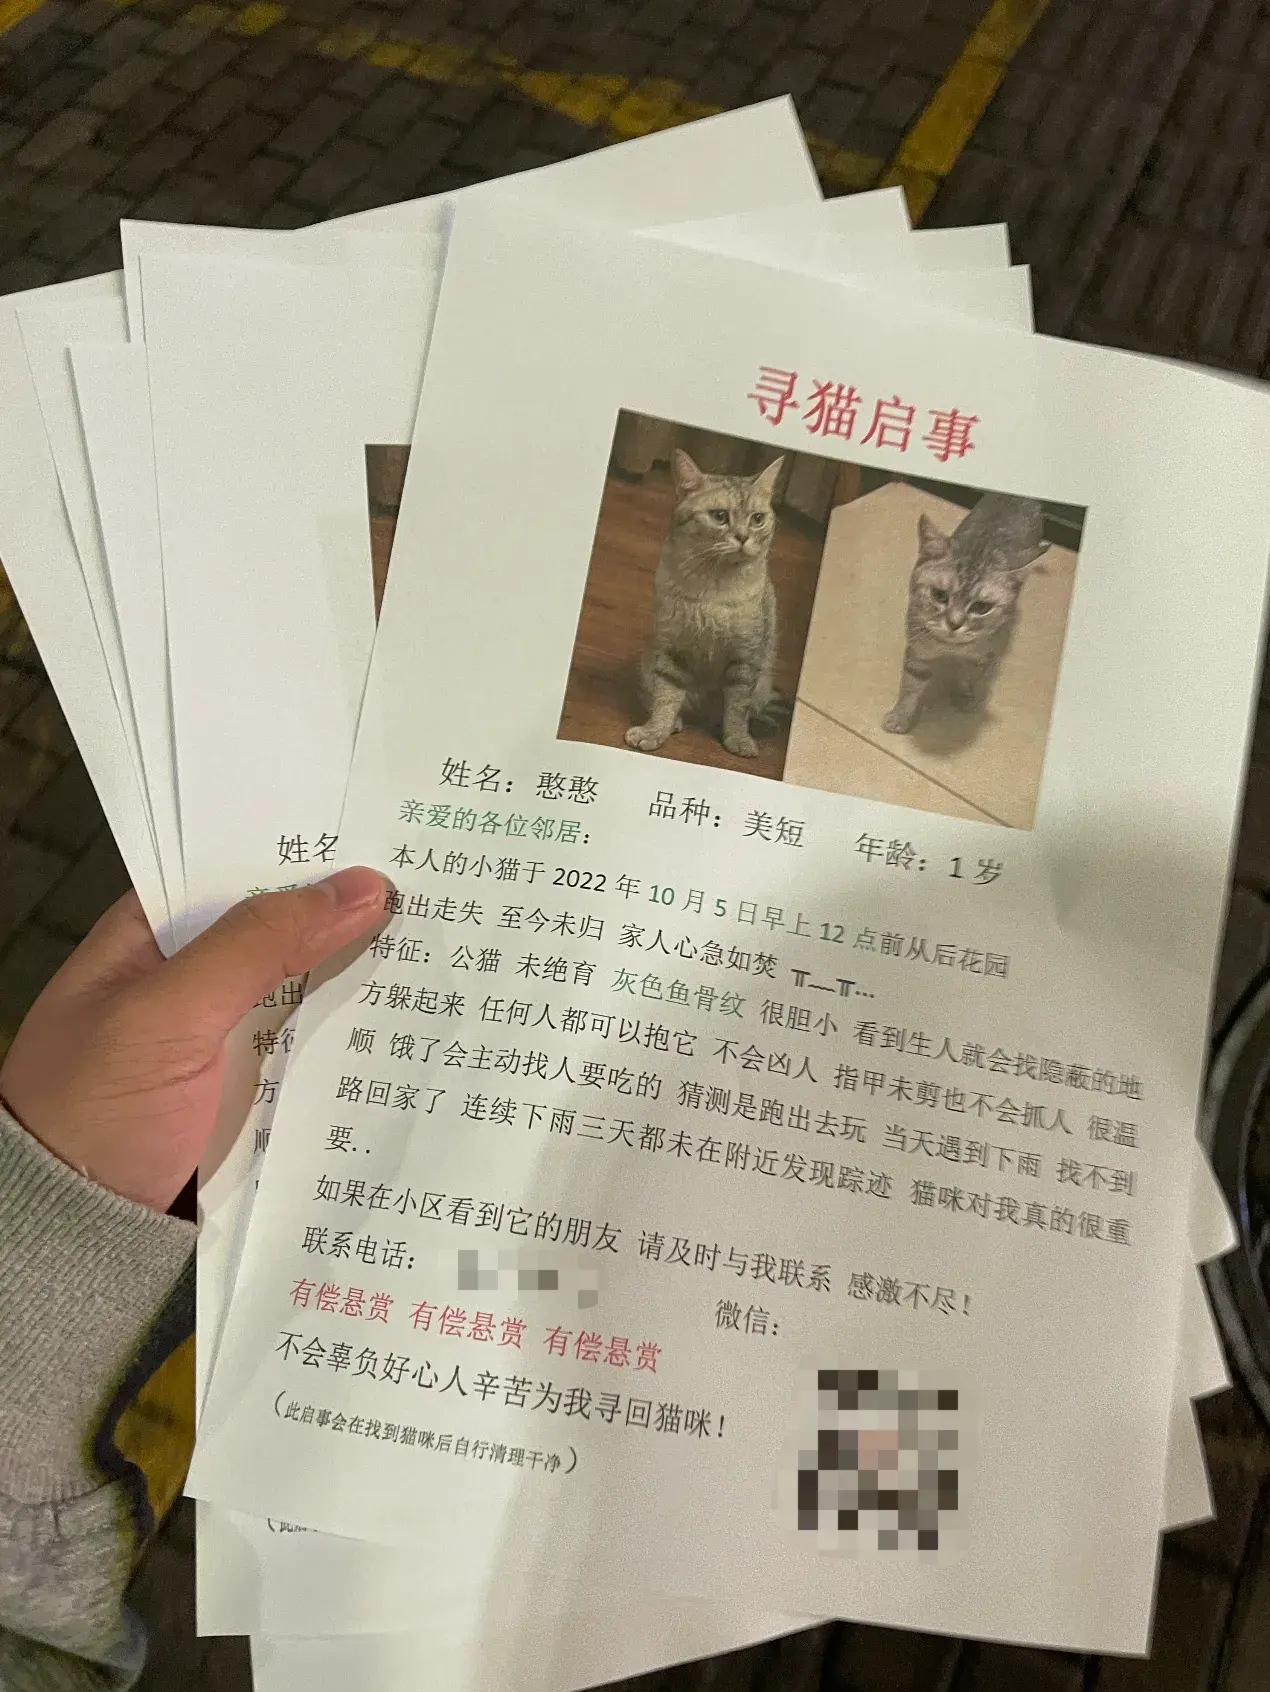 寻猫启事
姓名：憨憨 品种：美短 年龄：1 岁
亲爱的各位邻居：
本人的小猫于 2022 年 10 月 5 日早上 12 点前从后花园
跑出走失 至今未归 家人心急如焚 ╥﹏╥...
特征：公猫 未绝育 灰色鱼骨纹 很胆小 看到生人就会找隐蔽的地
方躲起来 任何人都可以抱它 不会凶人 指甲未剪也不会抓人 很温
顺 饿了会主动找人要吃的 猜测是跑出去玩 当天遇到下雨 找不到
路回家了 连续下雨三天都未在附近发现踪迹 猫咪对我真的很重
要..
如果在小区看到它的朋友 请及时与我联系 感激不尽！
联系电话： 微信：
有偿悬赏 有偿悬赏 有偿悬赏
不会辜负好心人辛苦为我寻回猫咪！
（此启事会在找到猫咪后自行清理干净）
姓名
跑出
特征
方
顺